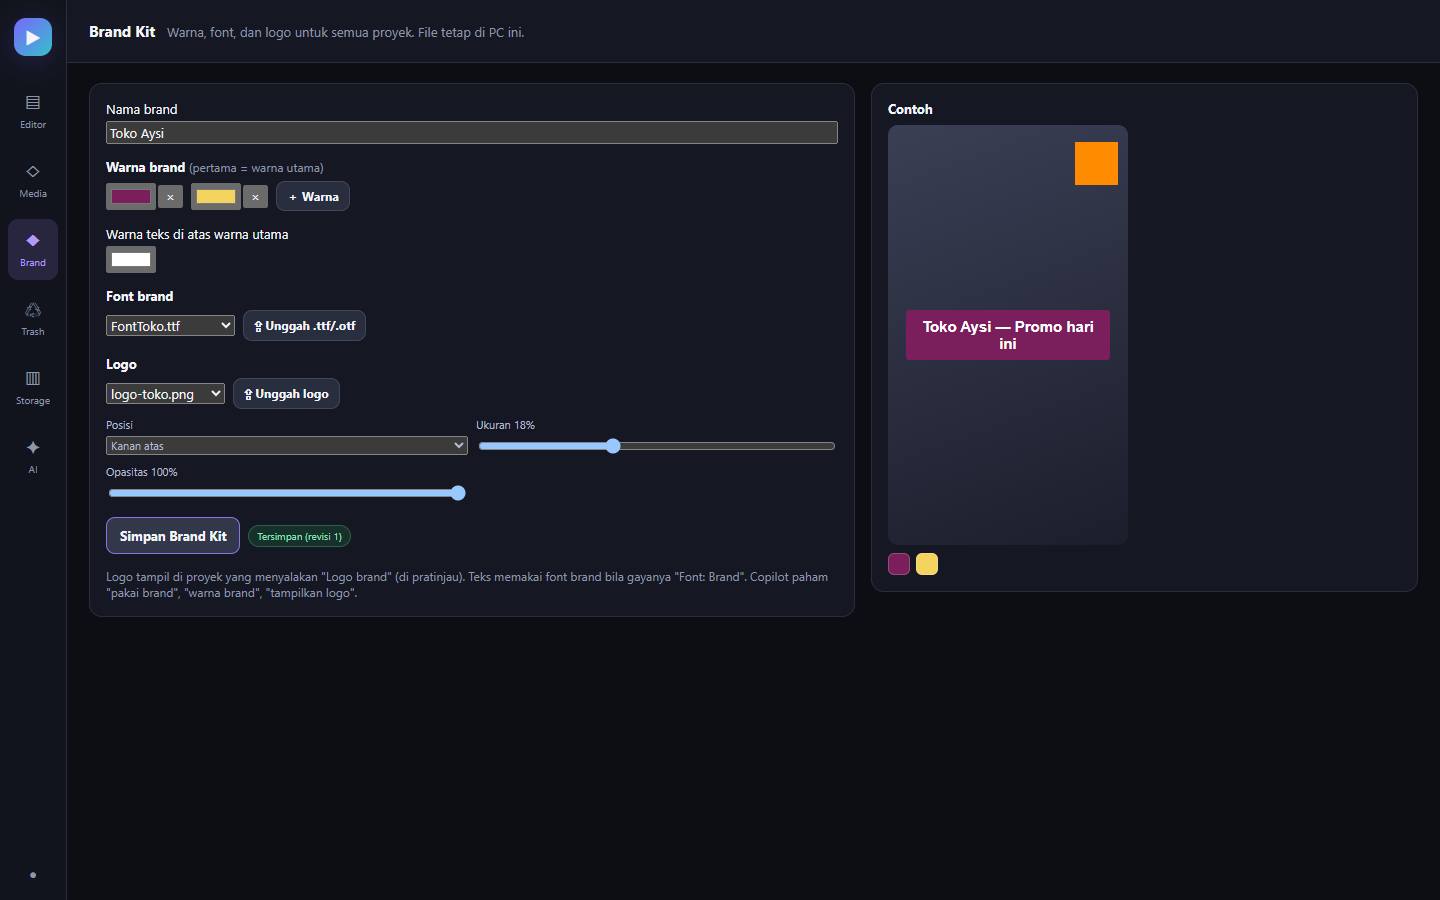 Brand Kit Warna, font, dan logo untuk semua proyek. File tetap di PC ini.
Editor
Media
Brand
Trash
Storage
AI
Nama brand
Toko Aysi
Warna brand (pertama = warna utama)
× × + Warna
Warna teks di atas warna utama
Font brand
FontToko.ttf Unggah .ttf/.otf
Logo
logo-toko.png Unggah logo
Posisi Ukuran 18%
Kanan atas
Opasitas 100%
Simpan Brand Kit Tersimpan (revisi 1)
Logo tampil di proyek yang menyalakan "Logo brand" (di pratinjau). Teks memakai font brand bila gayanya "Font: Brand". Copilot paham
"pakai brand", "warna brand", "tampilkan logo".
Contoh
Toko Aysi — Promo hari
ini